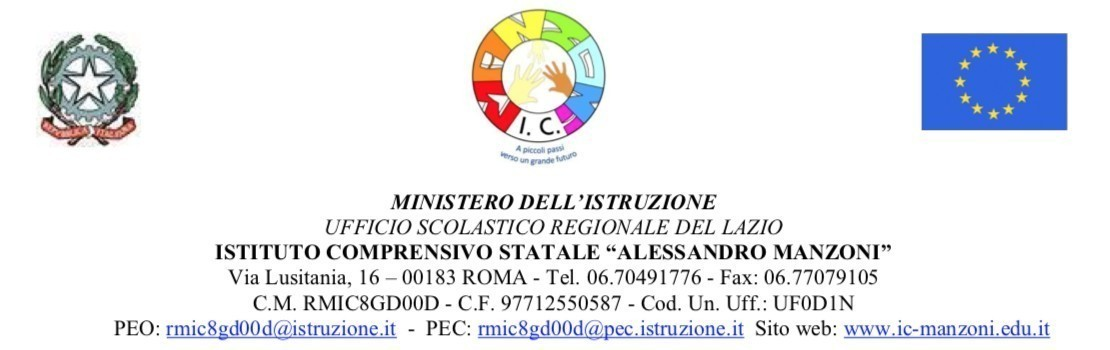 REPVBBLICA ITALIANA
I. C.
A piccoli passi
verso un grande futuro
MINISTERO DELL’ISTRUZIONE
UFFICIO SCOLASTICO REGIONALE DEL LAZIO
ISTITUTO COMPRENSIVO STATALE “ALESSANDRO MANZONI”
Via Lusitania, 16 – 00183 ROMA - Tel. 06.70491776 - Fax: 06.77079105
C.M. RMIC8GD00D - C.F. 97712550587 - Cod. Un. Uff.: UF0D1N
PEO: rmic8gd00d@istruzione.it - PEC: rmic8gd00d@pec.istruzione.it Sito web: www.ic-manzoni.edu.it